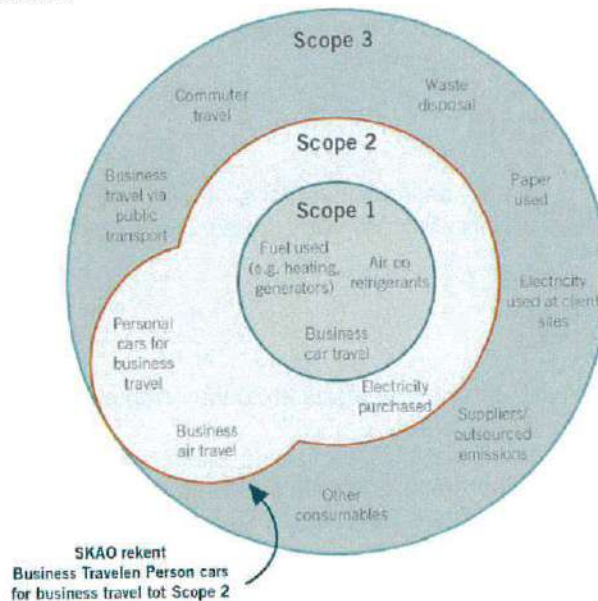 Scope 3
Commuter
travel
Waste
disposal
Scope 2
Business
travel via
public
transport
Paper
used
Scope 1
Fuel used
(e.g. heating,
generators)
Air co
refrigerants
Electricity
used at client
sites
Personal
cars for
business
travel
Business
car travel
Electricity
purchased
Business
air travel
Suppliers/
outsourced
emissions
Other
consumables
SKAO rekent
Business Travelen Person cars
for business travel tot Scope 2